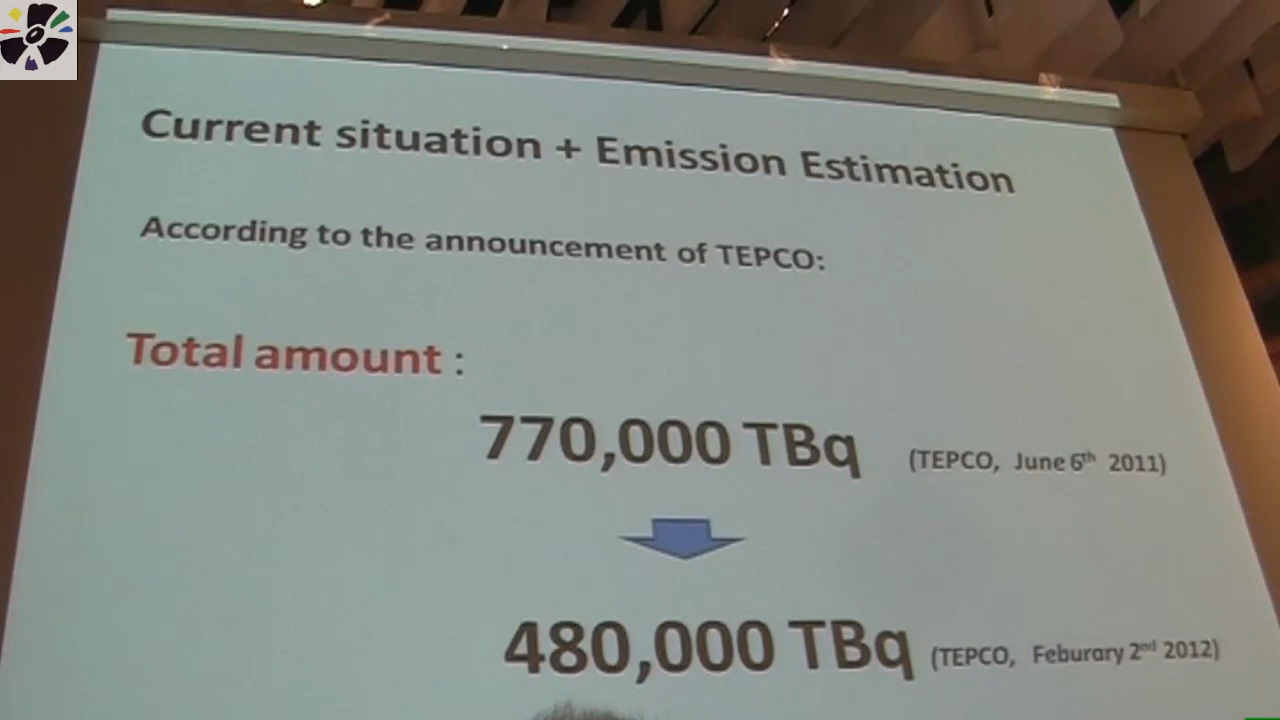 Current situation + Emission Estimation
According to the announcement of TEPCO:
Total amount :
770,000 TBq (TEPCO, June 6th 2011)
480,000 TBq (TEPCO, Feburary 2nd 2012)